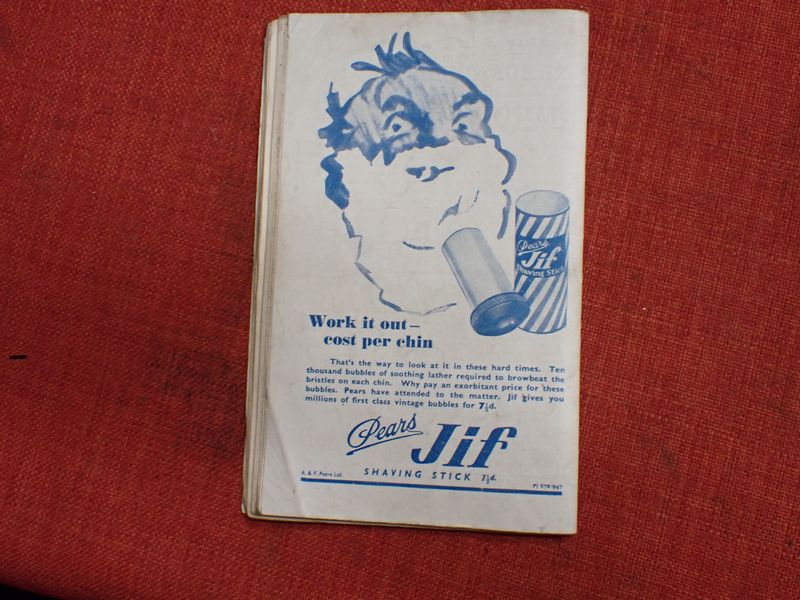 Pears
Jif
Shaving Stick
Work it out—
cost per chin
That's the way to look at it in these hard times. Ten
thousand bubbles of soothing lather required to browbeat the
bristles on each chin. Why pay an exorbitant price for these
bubbles. Pears have attended to the matter. Jif gives you
millions of first class vintage bubbles for 7½d.
Pears Jif
SHAVING STICK 7½d.
A. & F. Pears Ltd.